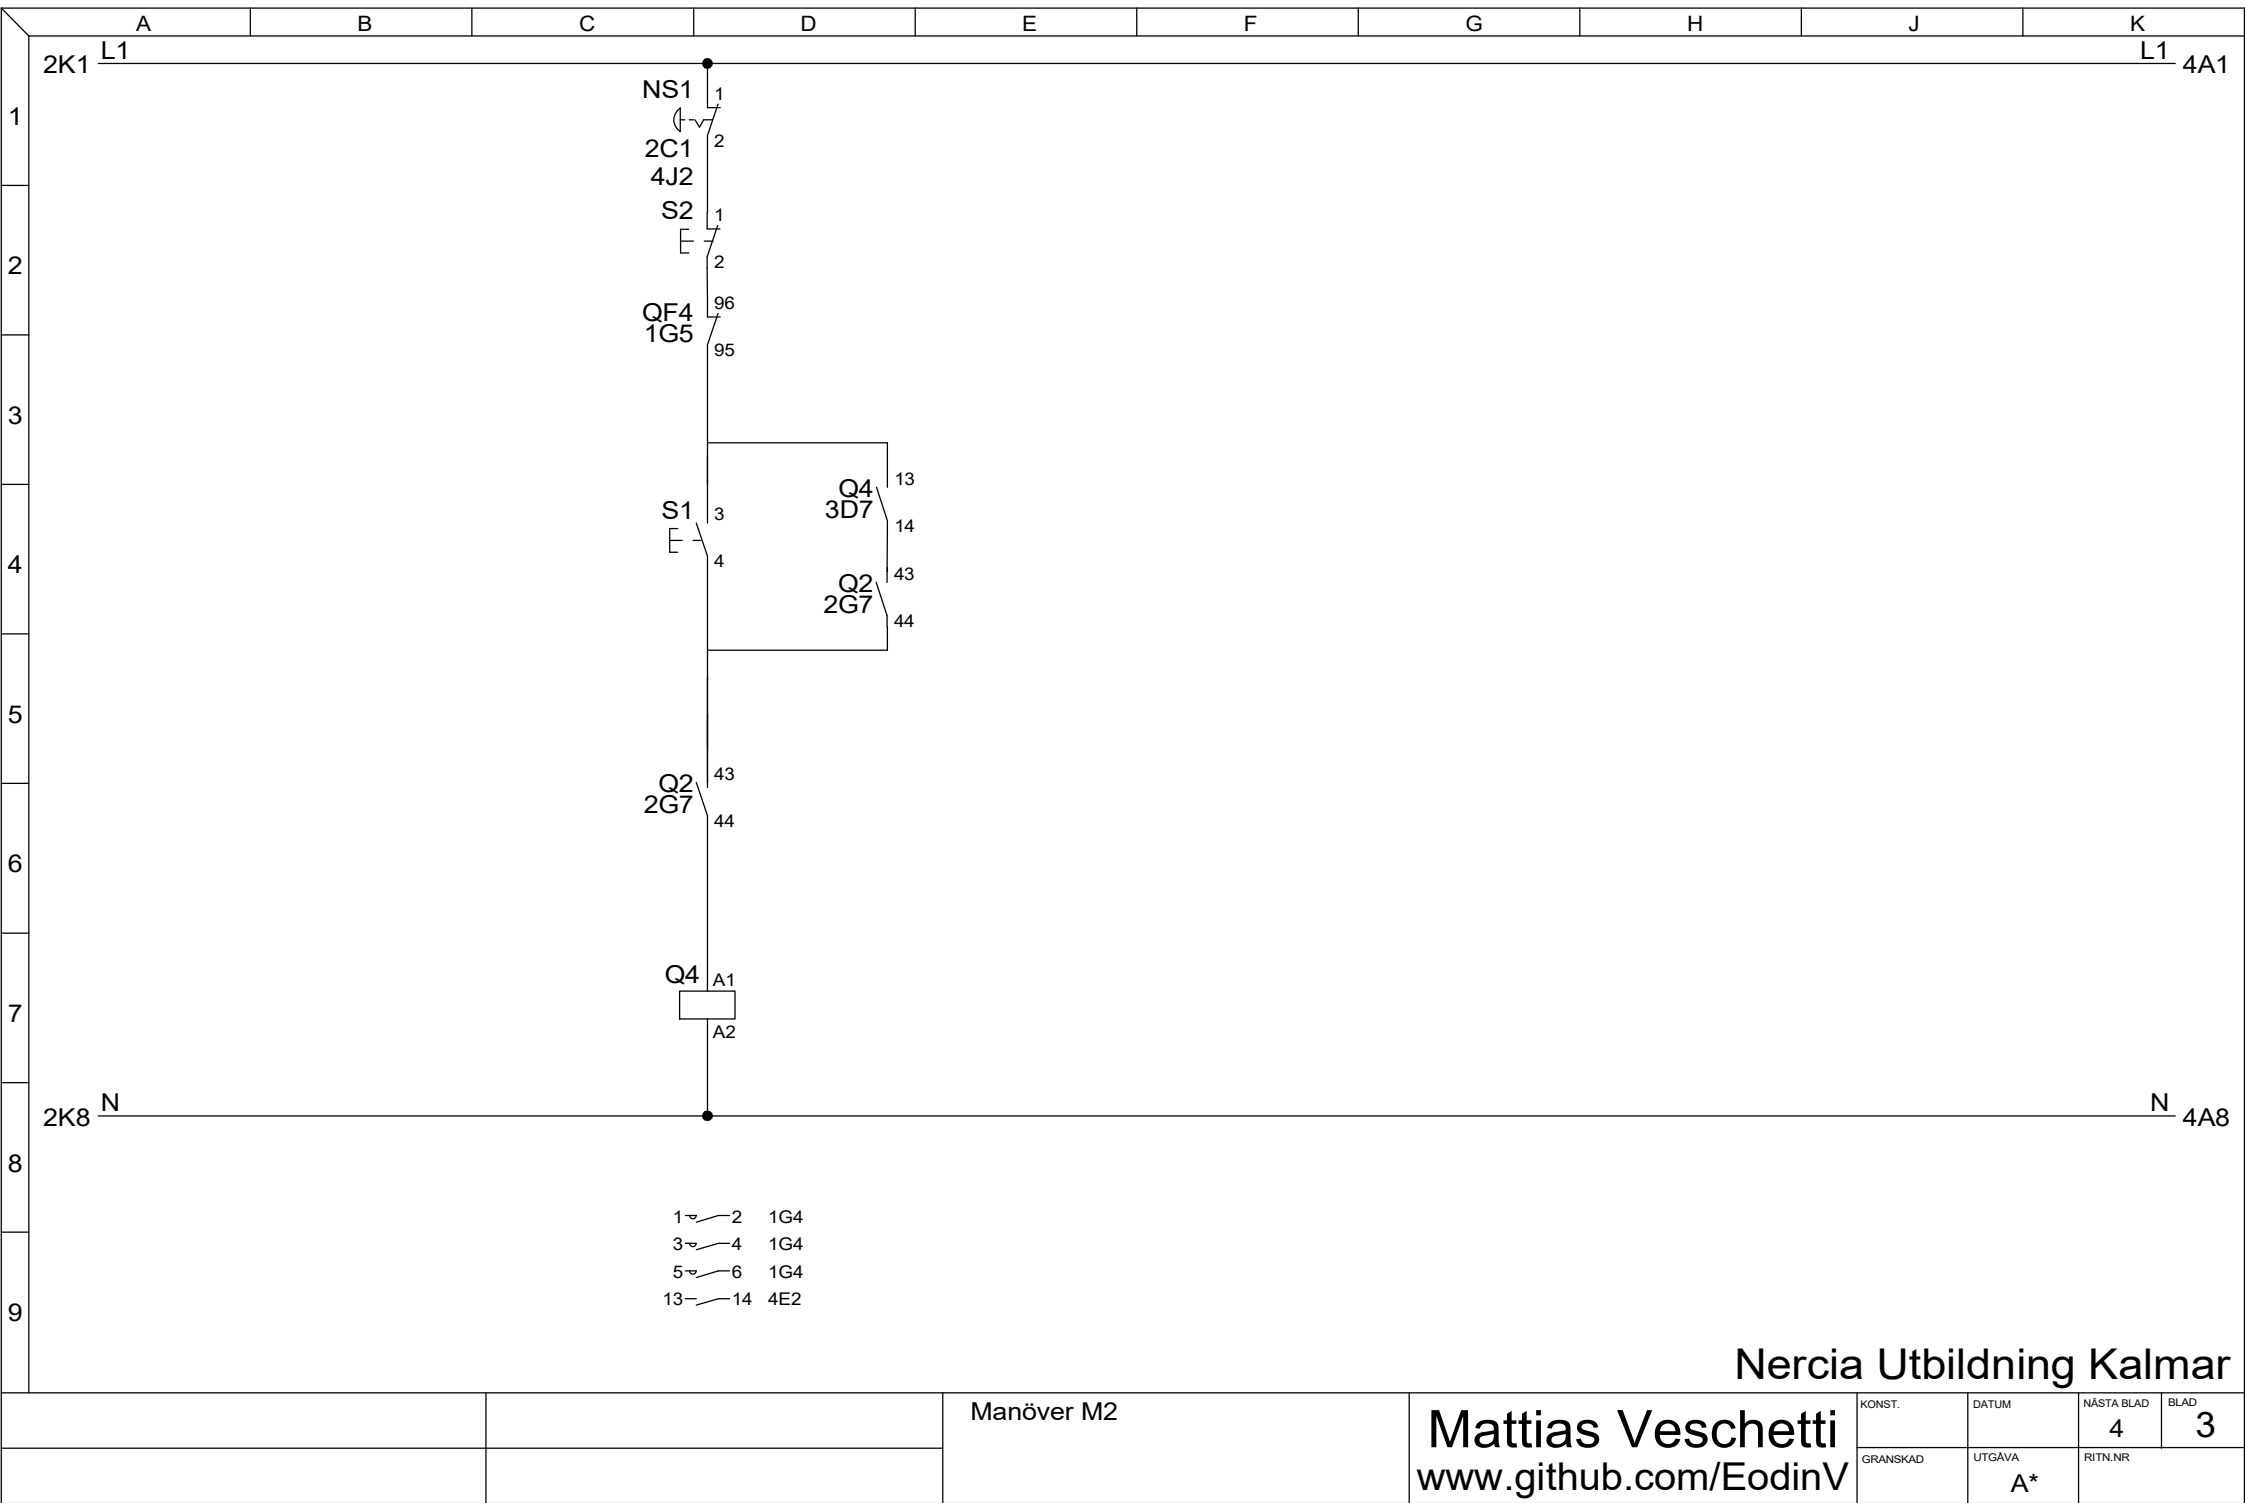 A B C D E F G H J K
2K1 L1 L1 4A1
1
NS1 1
2
2C1
4J2
S2 1
2
2
QF4 96
1G5
95
3
Q4 13
3D7
14
S1 3
4
4
Q2 43
2G7
44
5
Q2 43
2G7
44
6
Q4 A1
7
A2
2K8 N N 4A8
8
1 2 1G4
3 4 1G4
5 6 1G4
13 14 4E2
9
Nercia Utbildning Kalmar
Manöver M2
Mattias Veschetti
www.github.com/EodinV
KONST.
DATUM
NÄSTA BLAD
4
BLAD
3
GRANSKAD
UTGÅVA
A*
RITN.NR